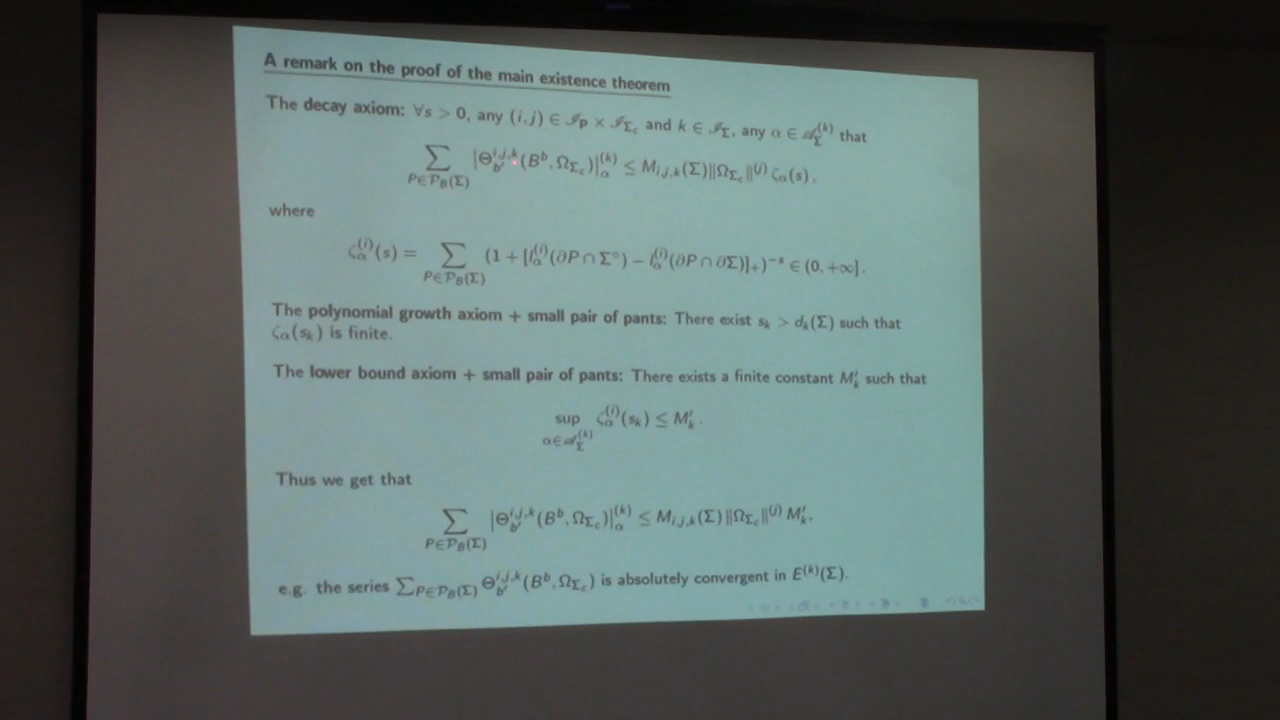 A remark on the proof of the main existence theorem
The decay axiom: ∀s > 0, any (i, j) ∈ 𝓘_P × 𝓘_{Σ_c} and k ∈ 𝓘_Σ, any α ∈ 𝒜_Σ^{(k)} that
∑_{P∈𝒫_B(Σ)} |Θ_{b'}^{i,j,k}(B^b, Ω_{Σ_c})|_α^{(k)} ≤ M_{i,j,k}(Σ)‖Ω_{Σ_c}‖^{(j)} ζ_α(s),
where
ζ_α^{(i)}(s) = ∑_{P∈𝒫_B(Σ)} (1 + [l_α^{(i)}(∂P ∩ Σ°) − l_α^{(i)}(∂P ∩ ∂Σ)]_+)^{−s} ∈ (0, +∞].
The polynomial growth axiom + small pair of pants: There exist s_k > d_k(Σ) such that
ζ_α(s_k) is finite.
The lower bound axiom + small pair of pants: There exists a finite constant M'_k such that
sup_{α∈𝒜_Σ^{(k)}} ζ_α^{(i)}(s_k) ≤ M'_k.
Thus we get that
∑_{P∈𝒫_B(Σ)} |Θ_{b'}^{i,j,k}(B^b, Ω_{Σ_c})|_α^{(k)} ≤ M_{i,j,k}(Σ)‖Ω_{Σ_c}‖^{(j)} M'_k,
e.g. the series ∑_{P∈𝒫_B(Σ)} Θ_{b'}^{i,j,k}(B^b, Ω_{Σ_c}) is absolutely convergent in E^{(k)}(Σ).